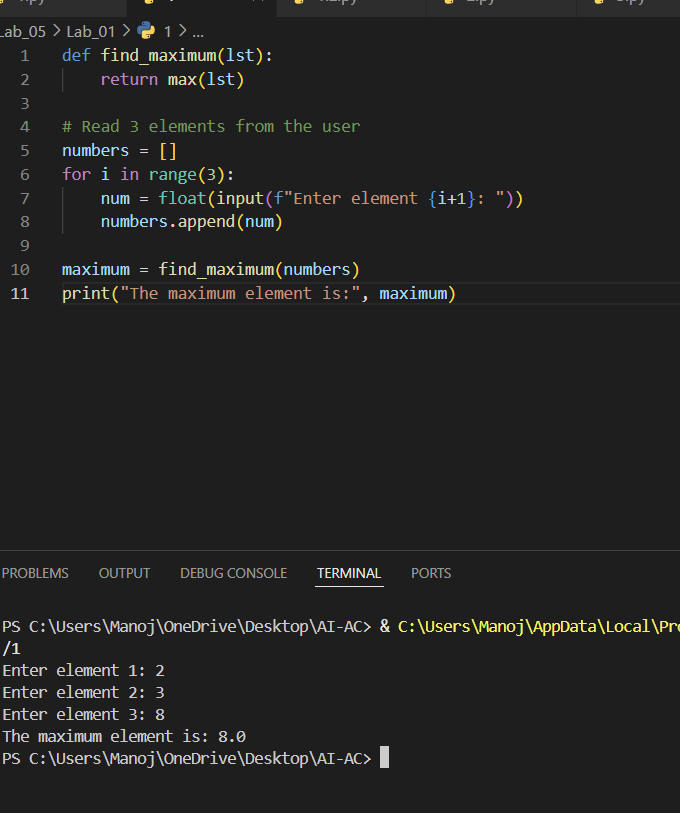 Lab_05 > Lab_01 > 1 > ...
1 def find_maximum(lst):
2     return max(lst)
3
4 # Read 3 elements from the user
5 numbers = []
6 for i in range(3):
7     num = float(input(f"Enter element {i+1}: "))
8     numbers.append(num)
9
10 maximum = find_maximum(numbers)
11 print("The maximum element is:", maximum)
PROBLEMS OUTPUT DEBUG CONSOLE TERMINAL PORTS
PS C:\Users\Manoj\OneDrive\Desktop\AI-AC> & C:\Users\Manoj\AppData\Local\Pro
/1
Enter element 1: 2
Enter element 2: 3
Enter element 3: 8
The maximum element is: 8.0
PS C:\Users\Manoj\OneDrive\Desktop\AI-AC>